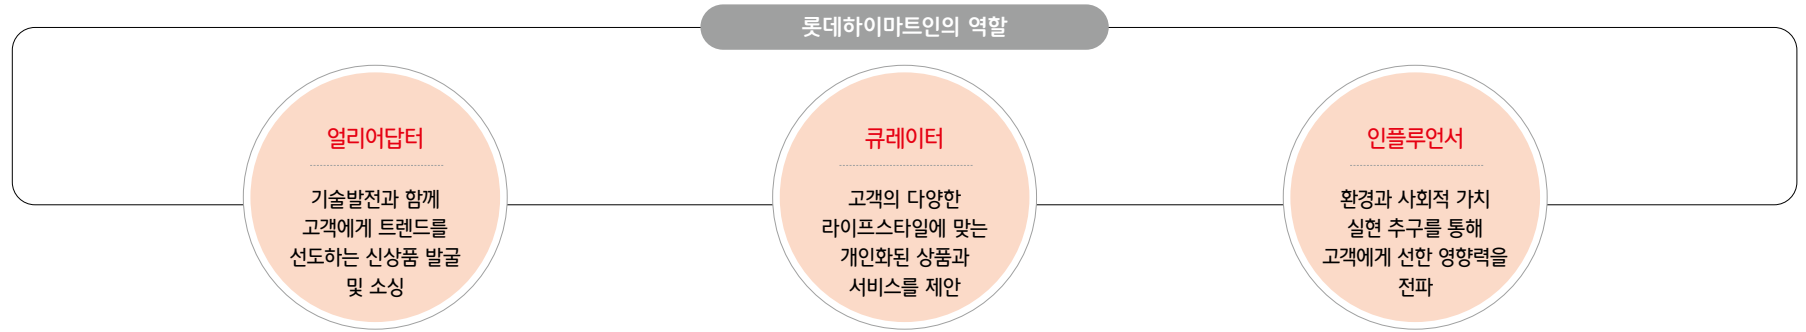 롯데하이마트인의 역할
얼리어답터
기술발전과 함께
고객에게 트렌드를
선도하는 신상품 발굴
및 소싱
큐레이터
고객의 다양한
라이프스타일에 맞는
개인화된 상품과
서비스를 제안
인플루언서
환경과 사회적 가치
실현 추구를 통해
고객에게 선한 영향력을
전파